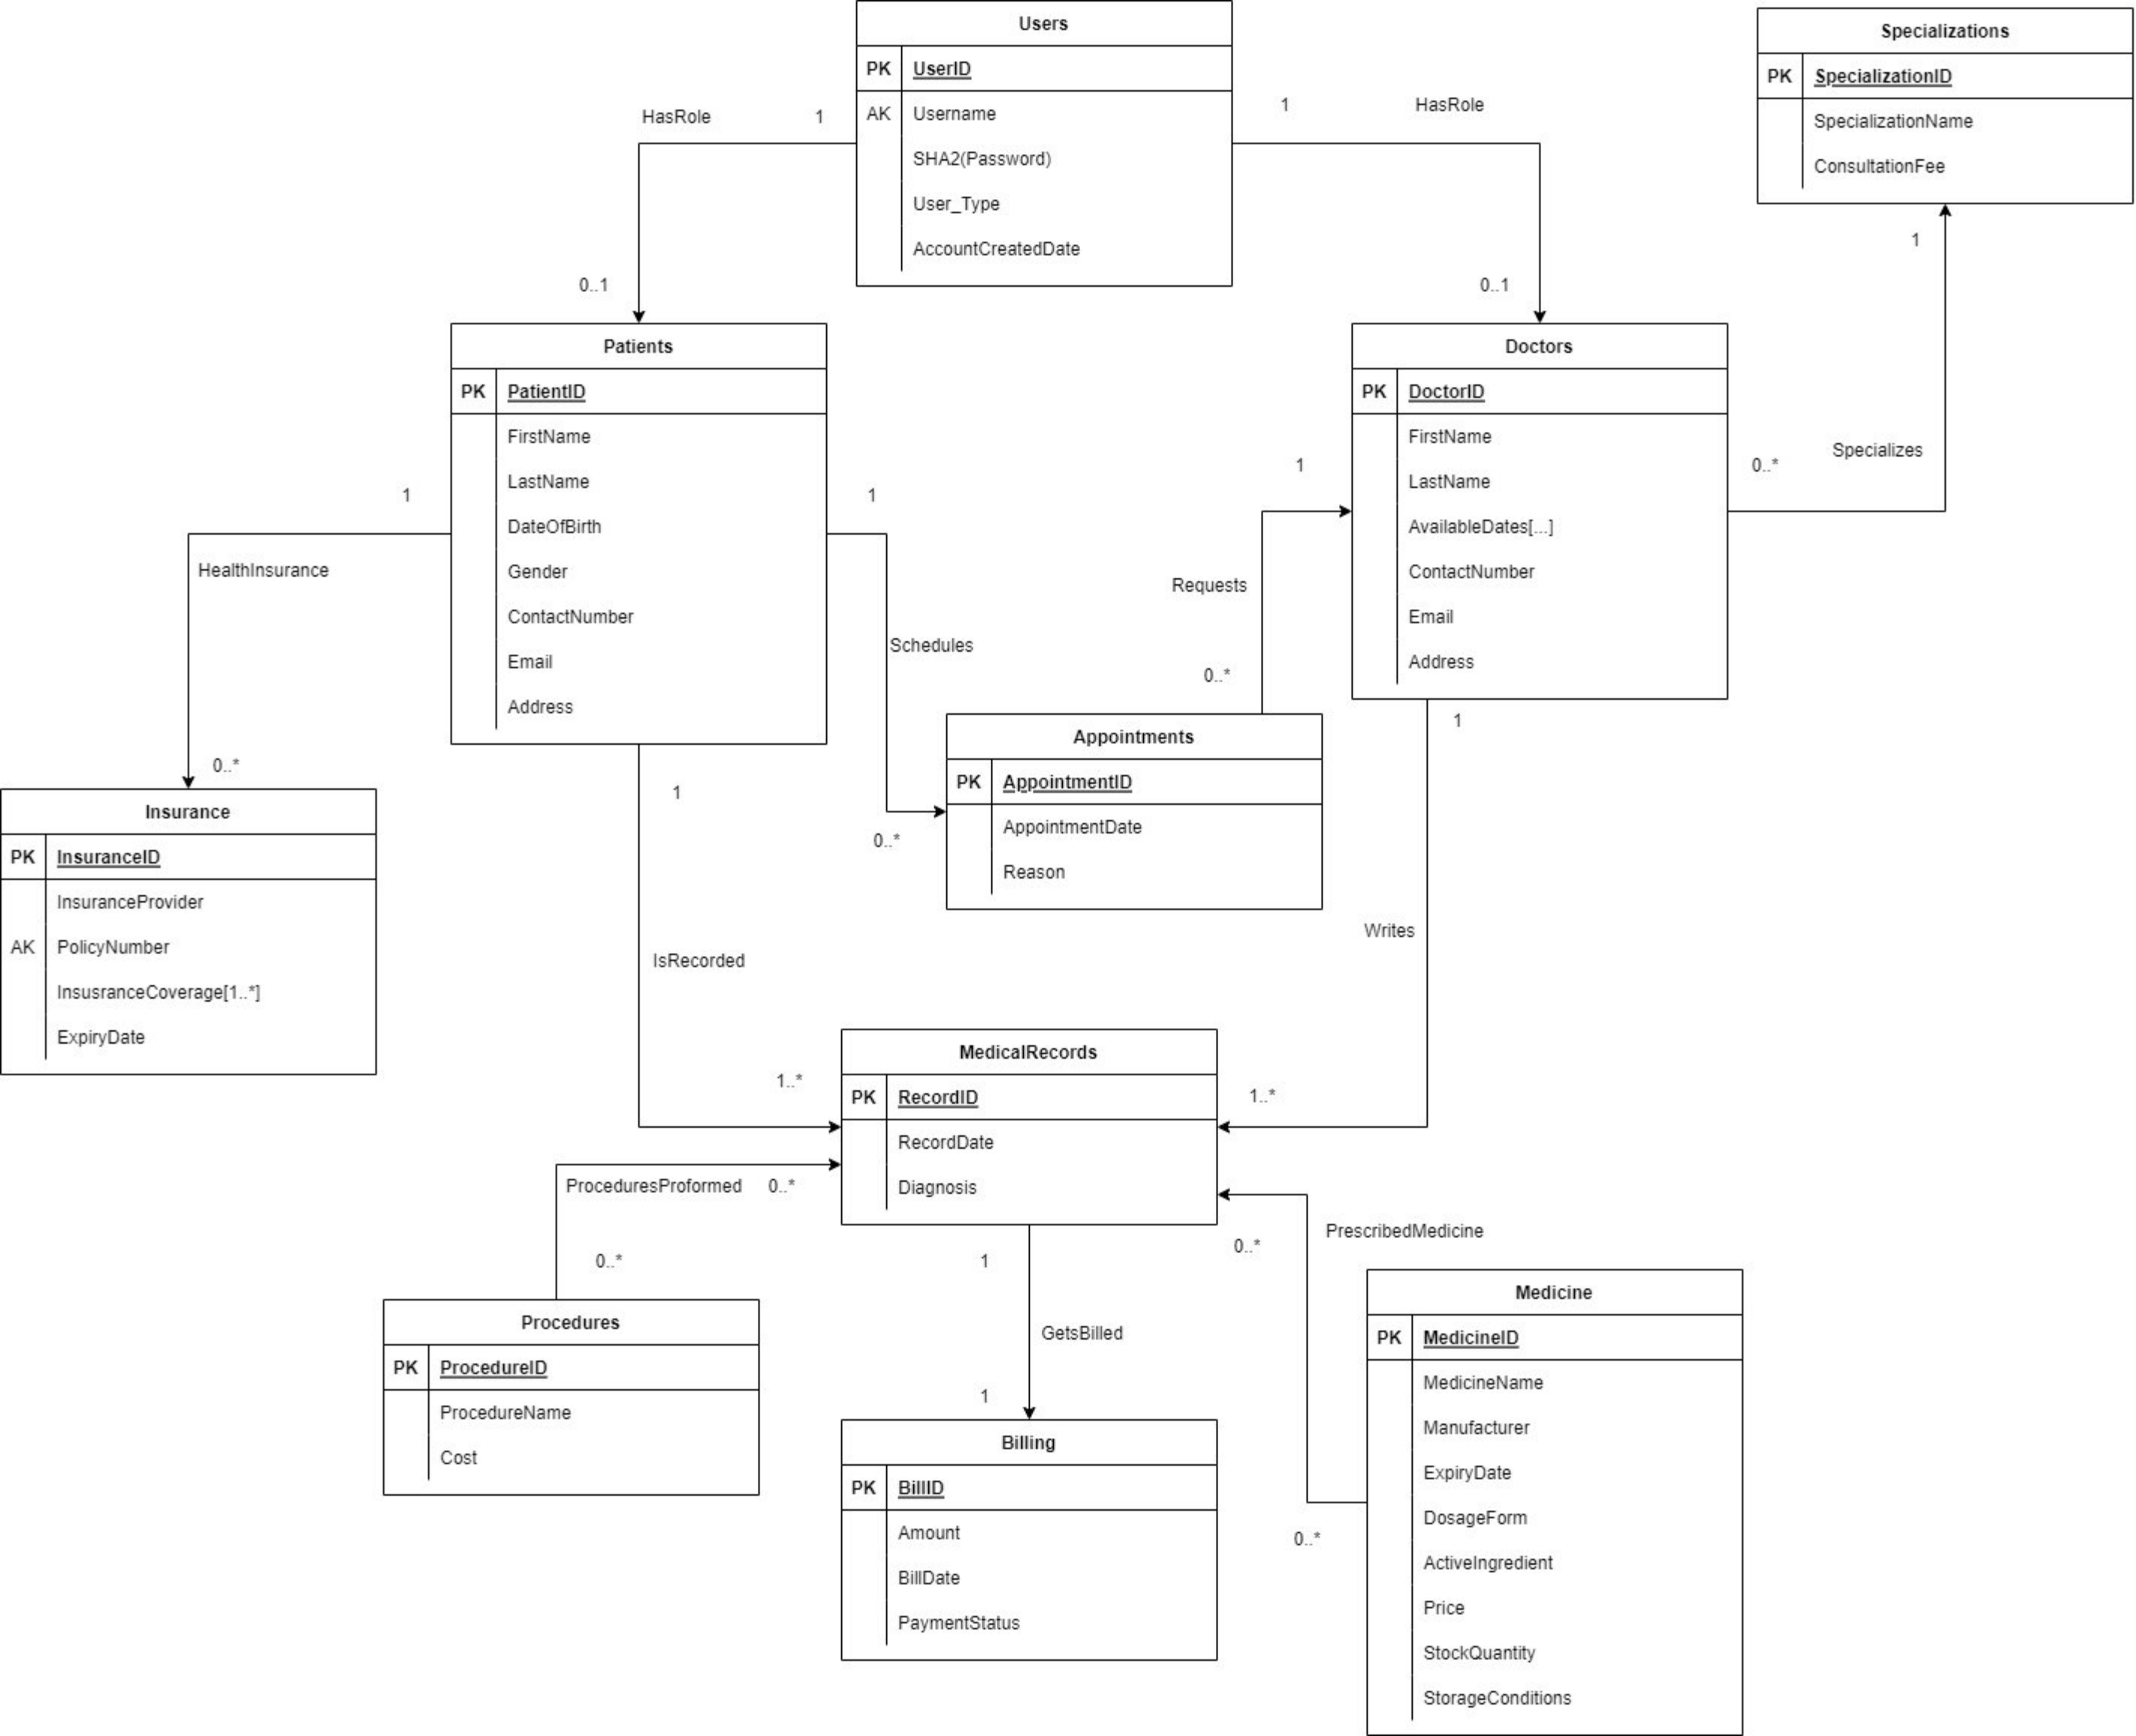 Users
PK UserID
AK Username
SHA2(Password)
User_Type
AccountCreatedDate
Specializations
PK SpecializationID
SpecializationName
ConsultationFee
HasRole
1
1
HasRole
0..1
0..1
1
Patients
PK PatientID
FirstName
LastName
DateOfBirth
Gender
ContactNumber
Email
Address
Doctors
PK DoctorID
FirstName
LastName
AvailableDates[...]
ContactNumber
Email
Address
1
1
1
0..*
Specializes
HealthInsurance
Requests
Schedules
0..*
1
0..*
1
0..*
Insurance
PK InsuranceID
InsuranceProvider
AK PolicyNumber
InsusranceCoverage[1..*]
ExpiryDate
Appointments
PK AppointmentID
AppointmentDate
Reason
Writes
IsRecorded
1..*
1..*
MedicalRecords
PK RecordID
RecordDate
Diagnosis
ProceduresProformed
0..*
0..*
1
0..*
PrescribedMedicine
GetsBilled
1
0..*
Procedures
PK ProcedureID
ProcedureName
Cost
Billing
PK BillID
Amount
BillDate
PaymentStatus
Medicine
PK MedicineID
MedicineName
Manufacturer
ExpiryDate
DosageForm
ActiveIngredient
Price
StockQuantity
StorageConditions